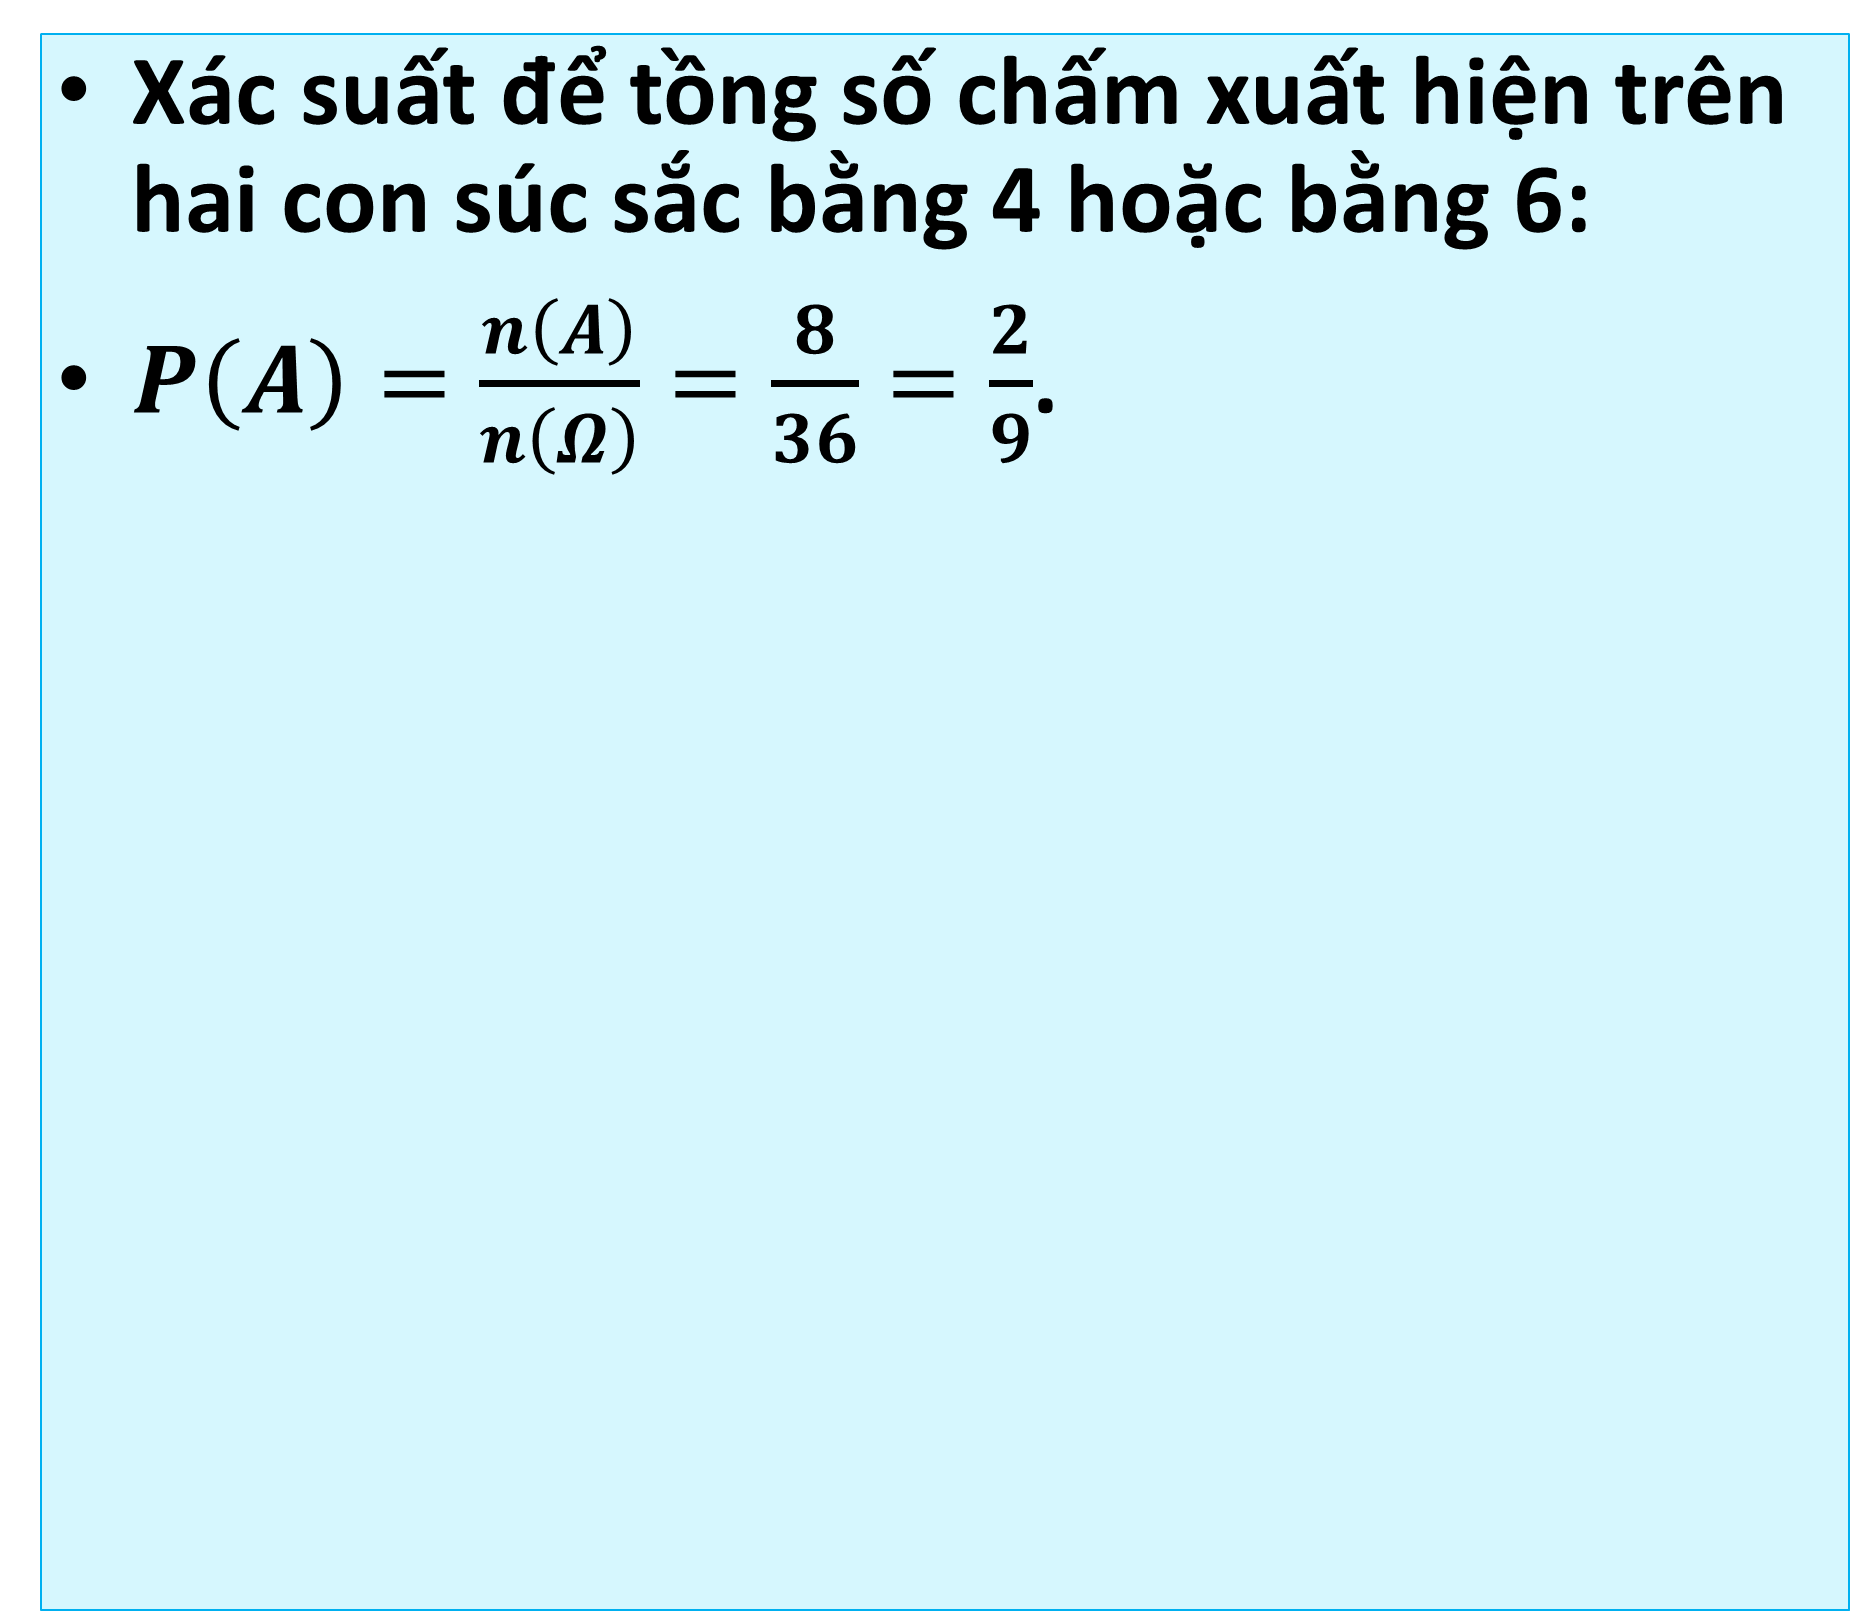 • Xác suất để tồng số chấm xuất hiện trên
hai con súc sắc bằng 4 hoặc bằng 6:
• P(A) = n(A)/n(Ω) = 8/36 = 2/9.